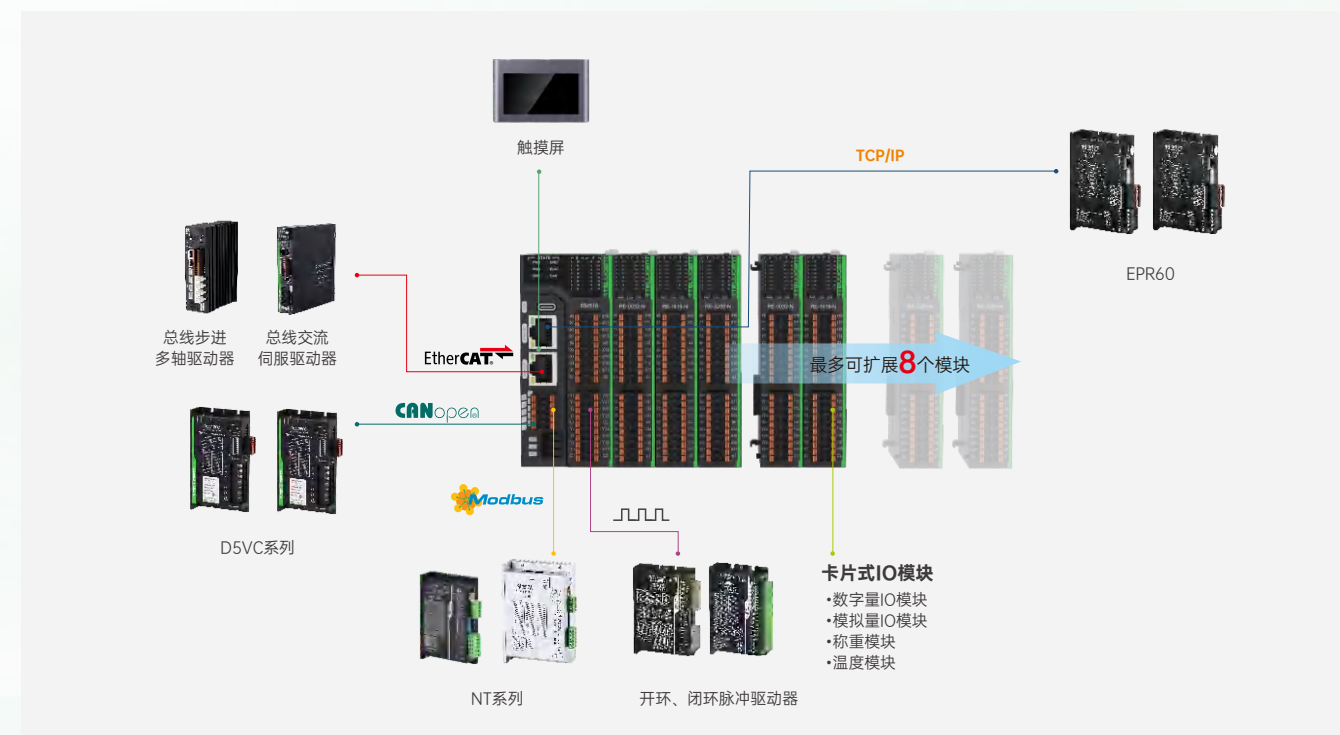 触摸屏
TCP/IP
EPR60
总线步进
多轴驱动器
总线交流
伺服驱动器
EtherCAT
最多可扩展8个模块
CANopen
D5VC系列
Modbus
NT系列
开环、闭环脉冲驱动器
卡片式IO模块
•数字量IO模块
•模拟量IO模块
•称重模块
•温度模块